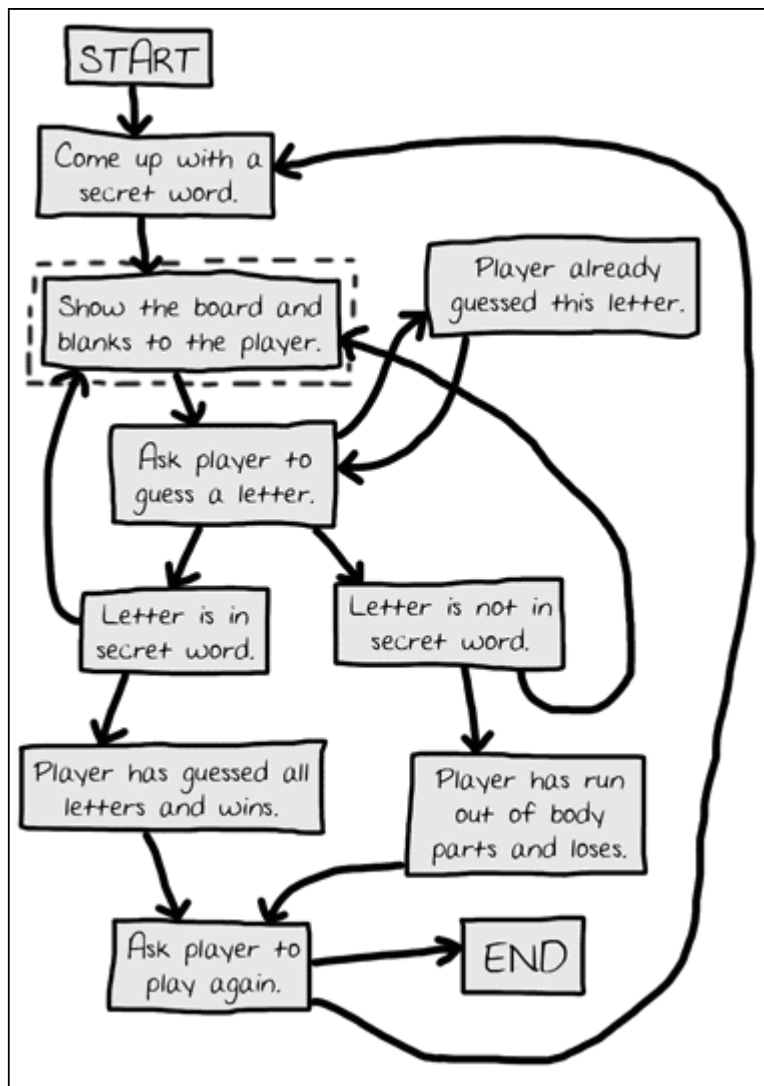 START
Come up with a
secret word.
Player already
guessed this letter.
Show the board and
blanks to the player.
Ask player to
guess a letter.
Letter is in
secret word.
Letter is not in
secret word.
Player has guessed all
letters and wins.
Player has run
out of body
parts and loses.
Ask player to
play again.
END